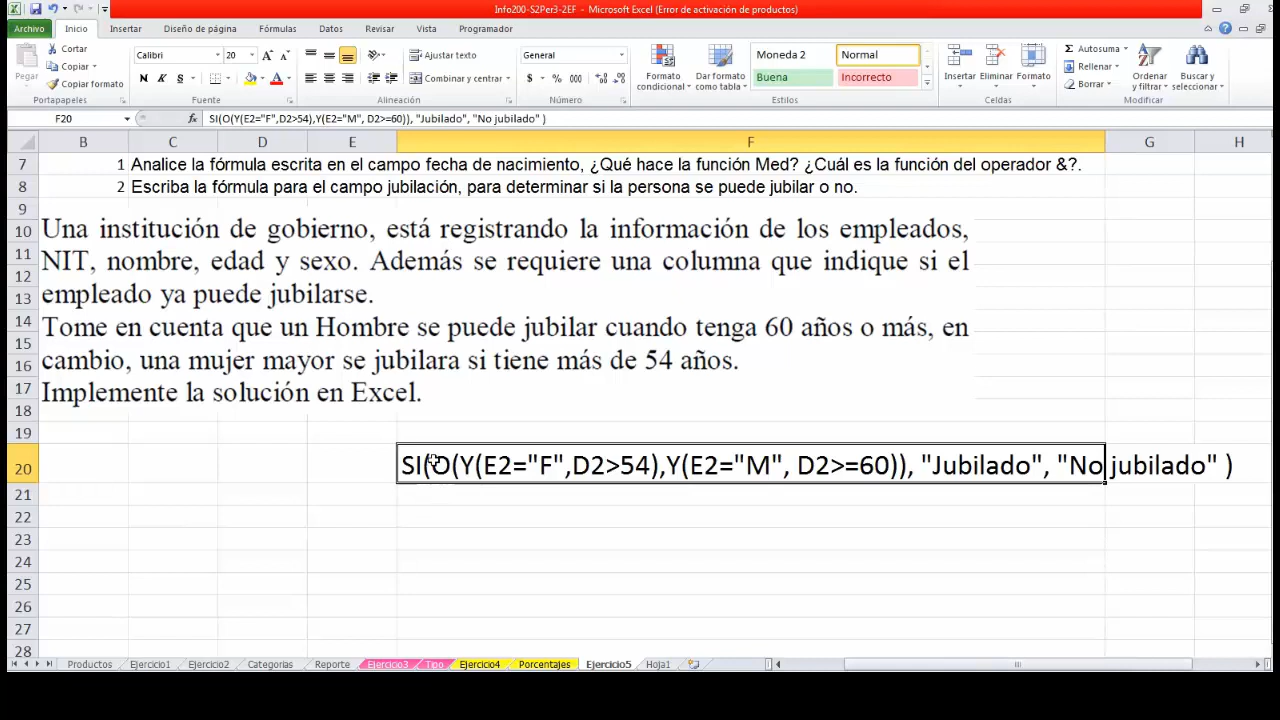 Info200-S2Per3-2EF - Microsoft Excel (Error de activación de productos)
Archivo Inicio Insertar Diseño de página Fórmulas Datos Revisar Vista Programador
Pegar
Cortar
Copiar
Copiar formato
Portapapeles
Calibri 20
N K S
Fuente
Ajustar texto
Combinar y centrar
Alineación
General
$ % 000
Número
Formato condicional
Dar formato como tabla
Moneda 2 Normal
Buena Incorrecto
Estilos
Insertar Eliminar Formato
Celdas
Autosuma
Rellenar
Borrar
Ordenar y filtrar
Buscar y seleccionar
Modificar
F20 fx SI(O(Y(E2="F",D2>54),Y(E2="M", D2>=60)), "Jubilado", "No jubilado" )
B C D E F G H
7 1 Analice la fórmula escrita en el campo fecha de nacimiento, ¿Qué hace la función Med? ¿Cuál es la función del operador &?.
8 2 Escriba la fórmula para el campo jubilación, para determinar si la persona se puede jubilar o no.
9
10 Una institución de gobierno, está registrando la información de los empleados,
11 NIT, nombre, edad y sexo. Además se requiere una columna que indique si el
12
13 empleado ya puede jubilarse.
14 Tome en cuenta que un Hombre se puede jubilar cuando tenga 60 años o más, en
15
16 cambio, una mujer mayor se jubilara si tiene más de 54 años.
17 Implemente la solución en Excel.
18
19
20 SI(O(Y(E2="F",D2>54),Y(E2="M", D2>=60)), "Jubilado", "No jubilado" )
21
22
23
24
25
26
27
28
Productos Ejercicio1 Ejercicio2 Categorias Reporte Ejercicio3 Tipo Ejercicio4 Porcentajes Ejercicio5 Hoja1